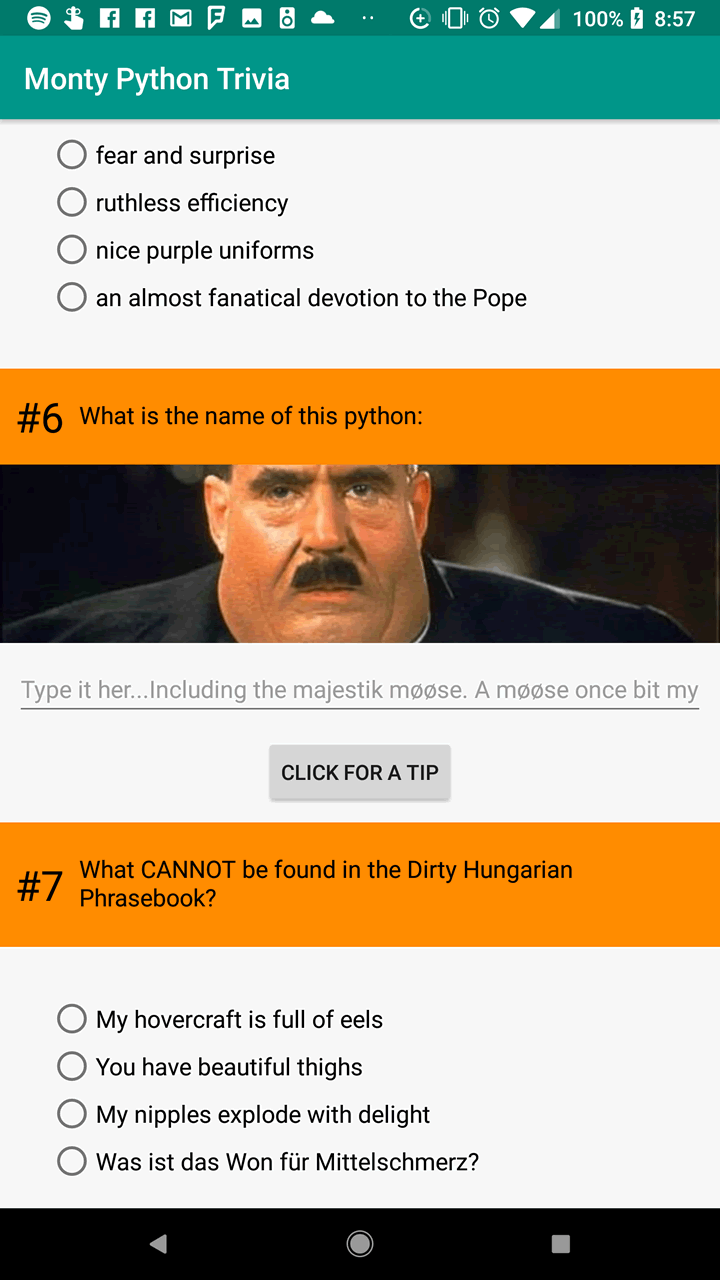 100% 8:57
Monty Python Trivia
fear and surprise
ruthless efficiency
nice purple uniforms
an almost fanatical devotion to the Pope
#6 What is the name of this python:
Type it her...Including the majestik møøse. A møøse once bit my
CLICK FOR A TIP
#7 What CANNOT be found in the Dirty Hungarian
Phrasebook?
My hovercraft is full of eels
You have beautiful thighs
My nipples explode with delight
Was ist das Won für Mittelschmerz?